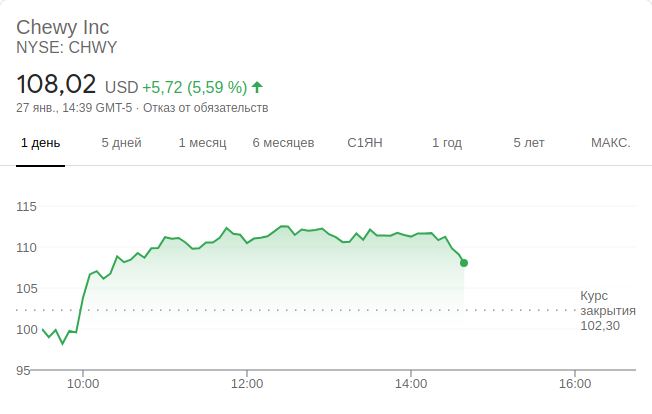 Chewy Inc
NYSE: CHWY
108,02 USD +5,72 (5,59 %)
27 янв., 14:39 GMT-5 · Отказ от обязательств
1 день 5 дней 1 месяц 6 месяцев С1ЯН 1 год 5 лет МАКС.
115
110
105
Курс
закрытия
102,30
100
95
10:00 12:00 14:00 16:00